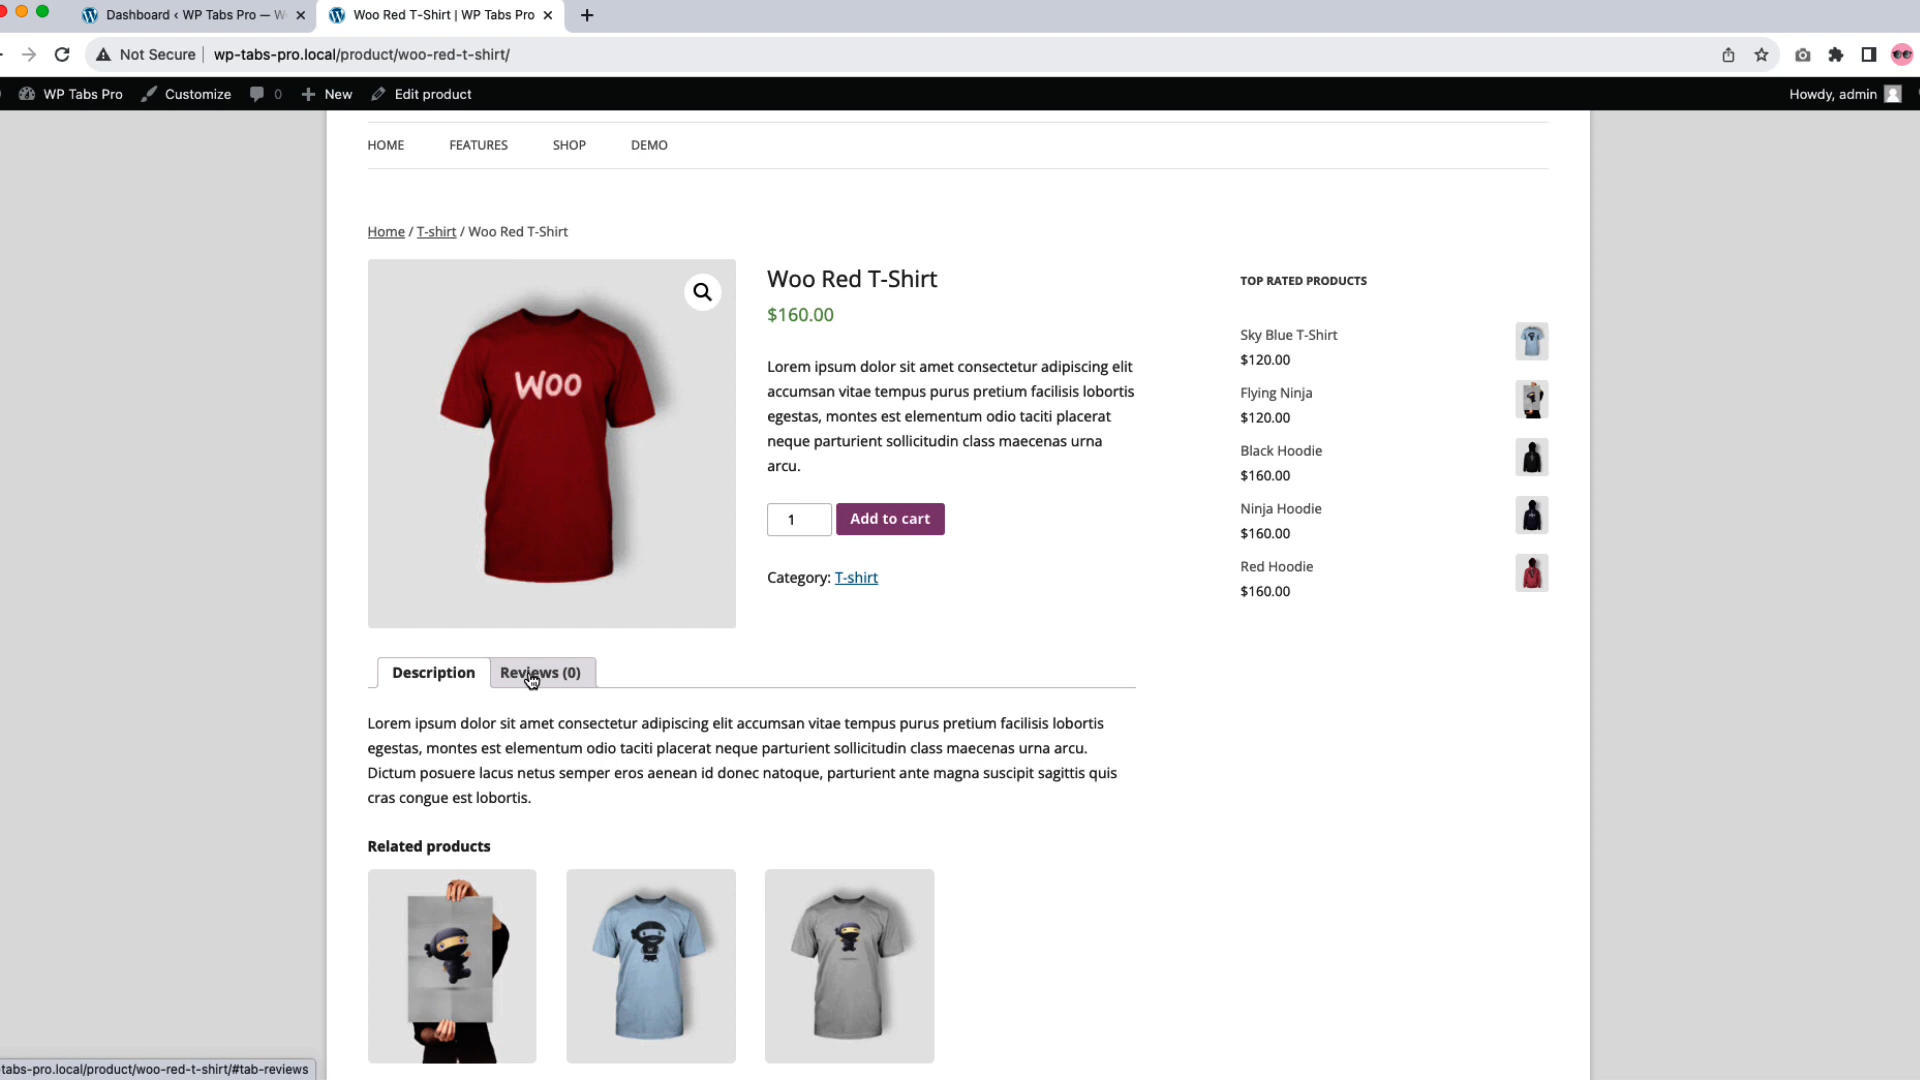 Dashboard ‹ WP Tabs Pro — W
Woo Red T-Shirt | WP Tabs Pro
Not Secure
wp-tabs-pro.local/product/woo-red-t-shirt/
WP Tabs Pro
Customize
0
New
Edit product
Howdy, admin
HOME
FEATURES
SHOP
DEMO
Home / T-shirt / Woo Red T-Shirt
WOO
Woo Red T-Shirt
$160.00
Lorem ipsum dolor sit amet consectetur adipiscing elit
accumsan vitae tempus purus pretium facilisis lobortis
egestas, montes est elementum odio taciti placerat
neque parturient sollicitudin class maecenas urna
arcu.
1
Add to cart
Category: T-shirt
TOP RATED PRODUCTS
Sky Blue T-Shirt
$120.00
Flying Ninja
$120.00
Black Hoodie
$160.00
Ninja Hoodie
$160.00
Red Hoodie
$160.00
Description
Reviews (0)
Lorem ipsum dolor sit amet consectetur adipiscing elit accumsan vitae tempus purus pretium facilisis lobortis
egestas, montes est elementum odio taciti placerat neque parturient sollicitudin class maecenas urna arcu.
Dictum posuere lacus netus semper eros aenean id donec natoque, parturient ante magna suscipit sagittis quis
cras congue est lobortis.
Related products
tabs-pro.local/product/woo-red-t-shirt/#tab-reviews